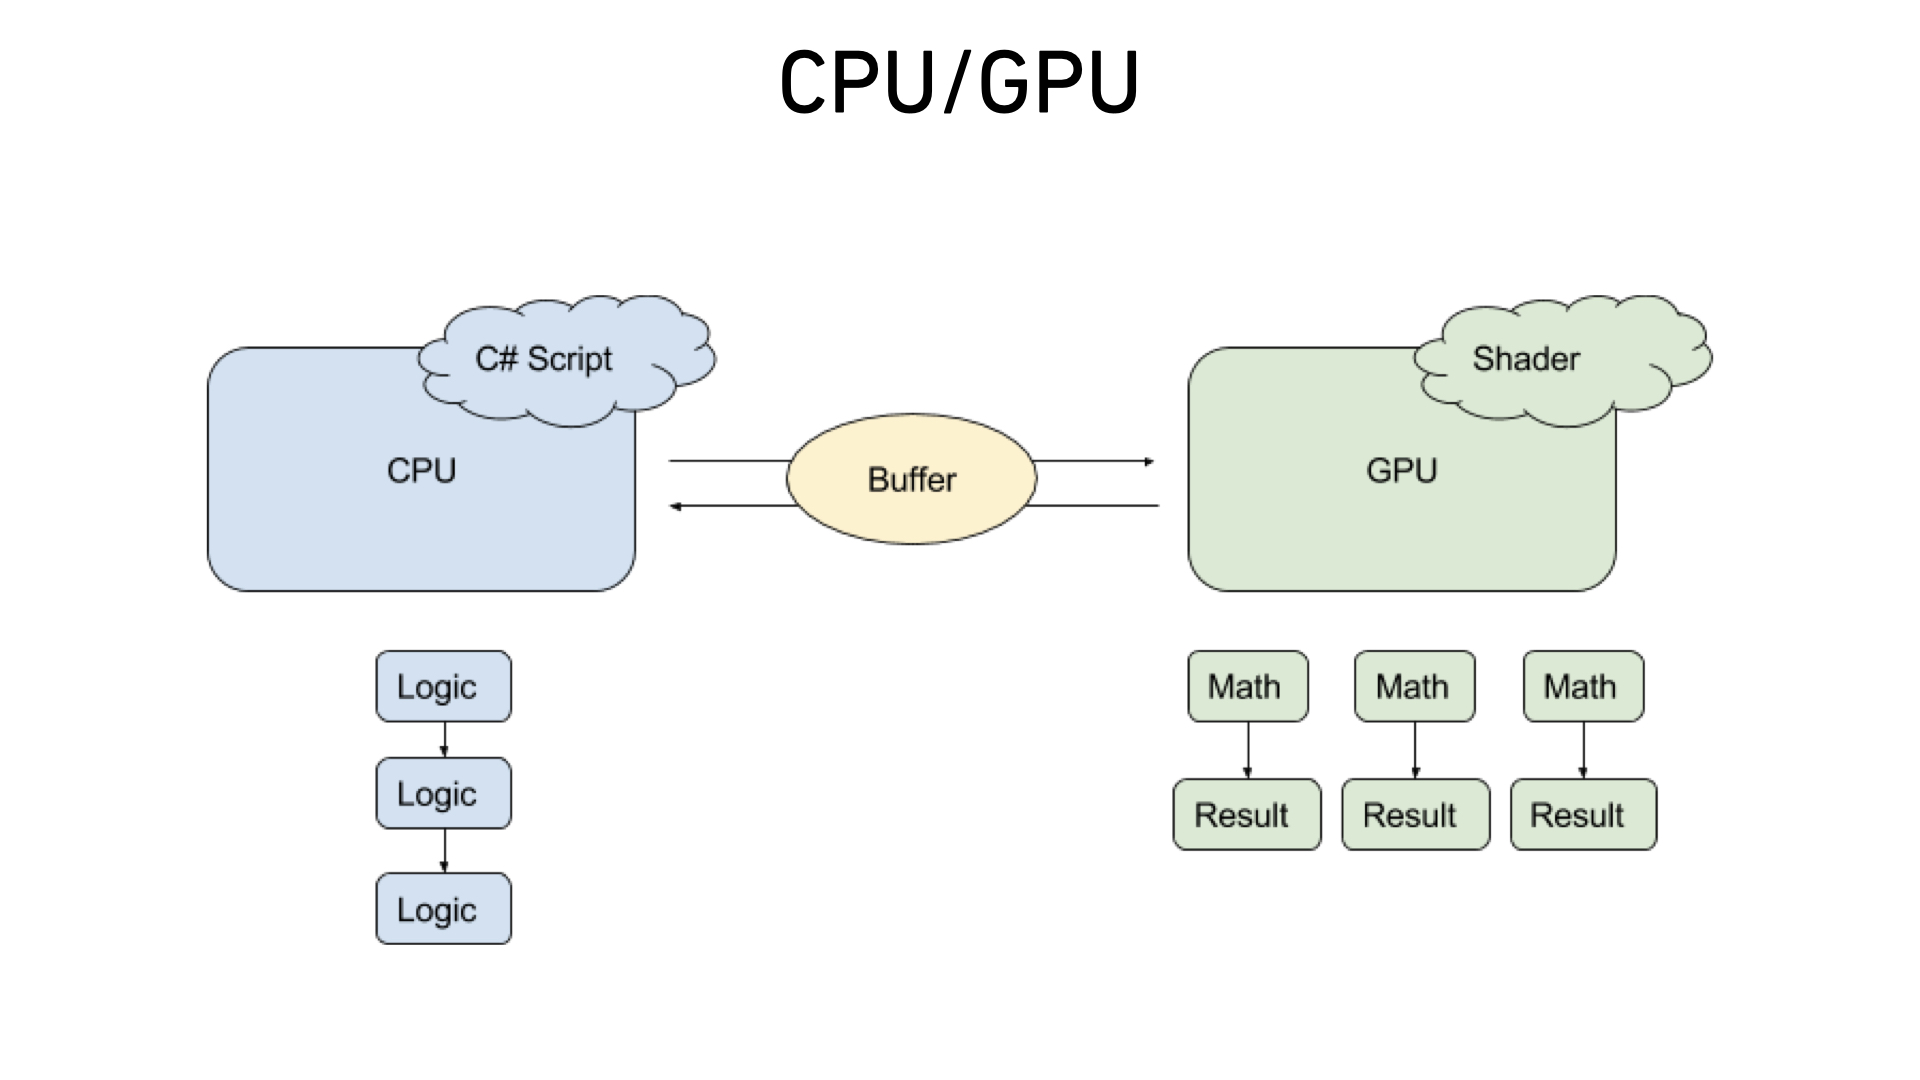 CPU/GPU
C# Script
CPU
Buffer
Shader
GPU
Logic
Logic
Logic
Math
Math
Math
Result
Result
Result